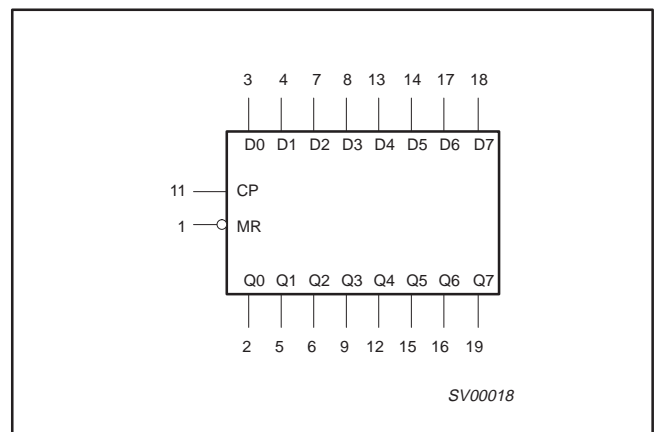 3 4 7 8 13 14 17 18
D0 D1 D2 D3 D4 D5 D6 D7
11 CP
1 MR
Q0 Q1 Q2 Q3 Q4 Q5 Q6 Q7
2 5 6 9 12 15 16 19
SV00018